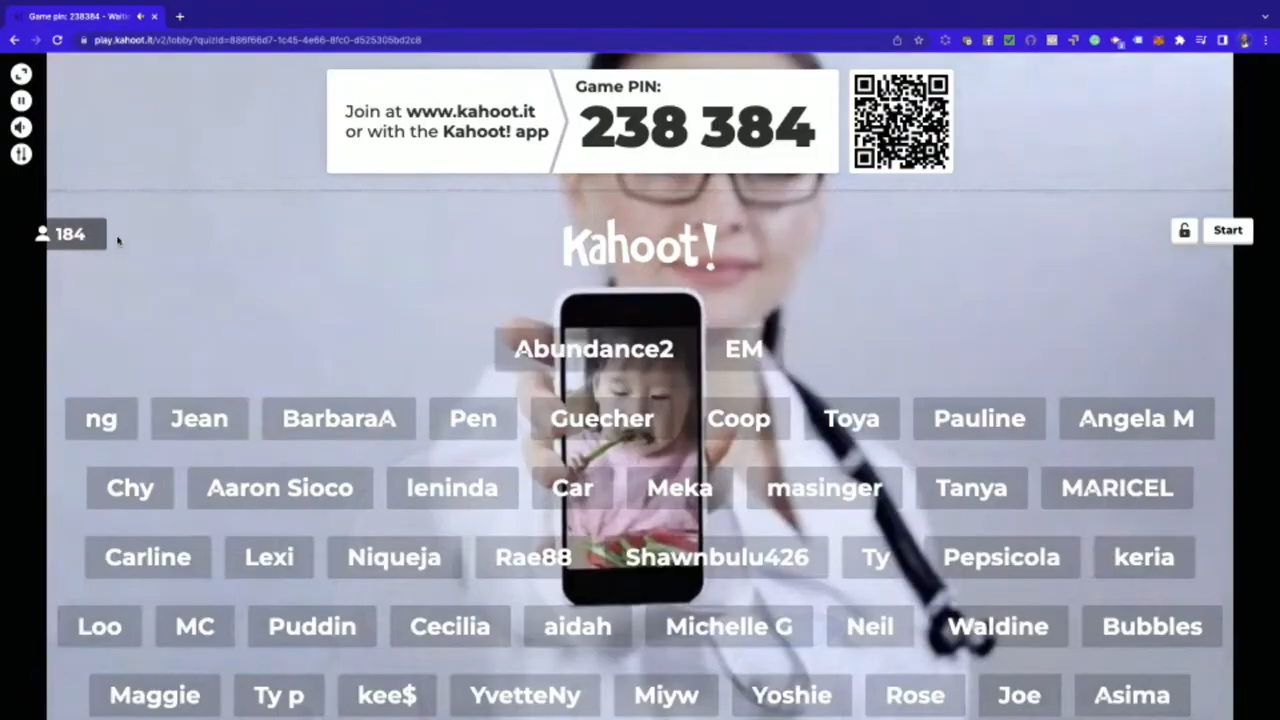 Game pin: 238384 - Waiti
play.kahoot.it/v2/lobby?quizId=886f66d7-1c45-4e66-8fc0-d525305bd2c8
Join at www.kahoot.it
or with the Kahoot! app
Game PIN:
238 384
184
Kahoot!
Start
Abundance2 EM
ng Jean BarbaraA Pen Guecher Coop Toya Pauline Angela M
Chy Aaron Sioco leninda Car Meka masinger Tanya MARICEL
Carline Lexi Niqueja Rae88 Shawnbulu426 Ty Pepsicola keria
Loo MC Puddin Cecilia aidah Michelle G Neil Waldine Bubbles
Maggie Ty p kee$ YvetteNy Miyw Yoshie Rose Joe Asima